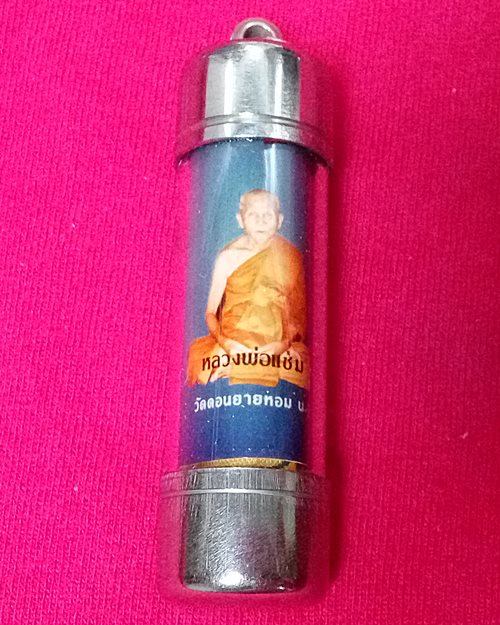 หลวงพ่อแช่ม
วัดดอนยายหอม น.